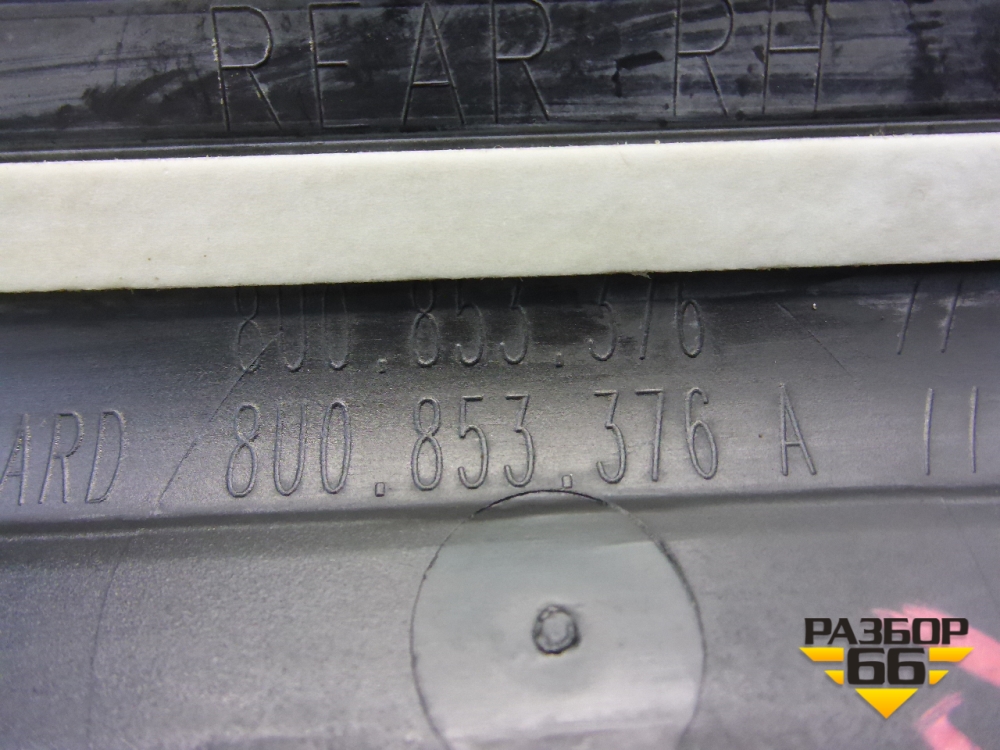 REAR RH
8U0.853.376 //
ARD 8U0.853.376 A //
РАЗБОР
66